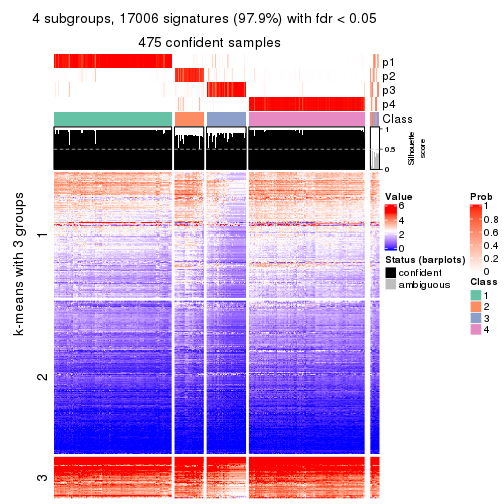 4 subgroups, 17006 signatures (97.9%) with fdr < 0.05
475 confident samples
p1
p2
p3
p4
Class
1
0.5
0
Silhouette
score
k-means with 3 groups
1
2
3
Value
6
4
2
0
Status (barplots)
confident
ambiguous
Prob
1
0.8
0.6
0.4
0.2
0
Class
1
2
3
4